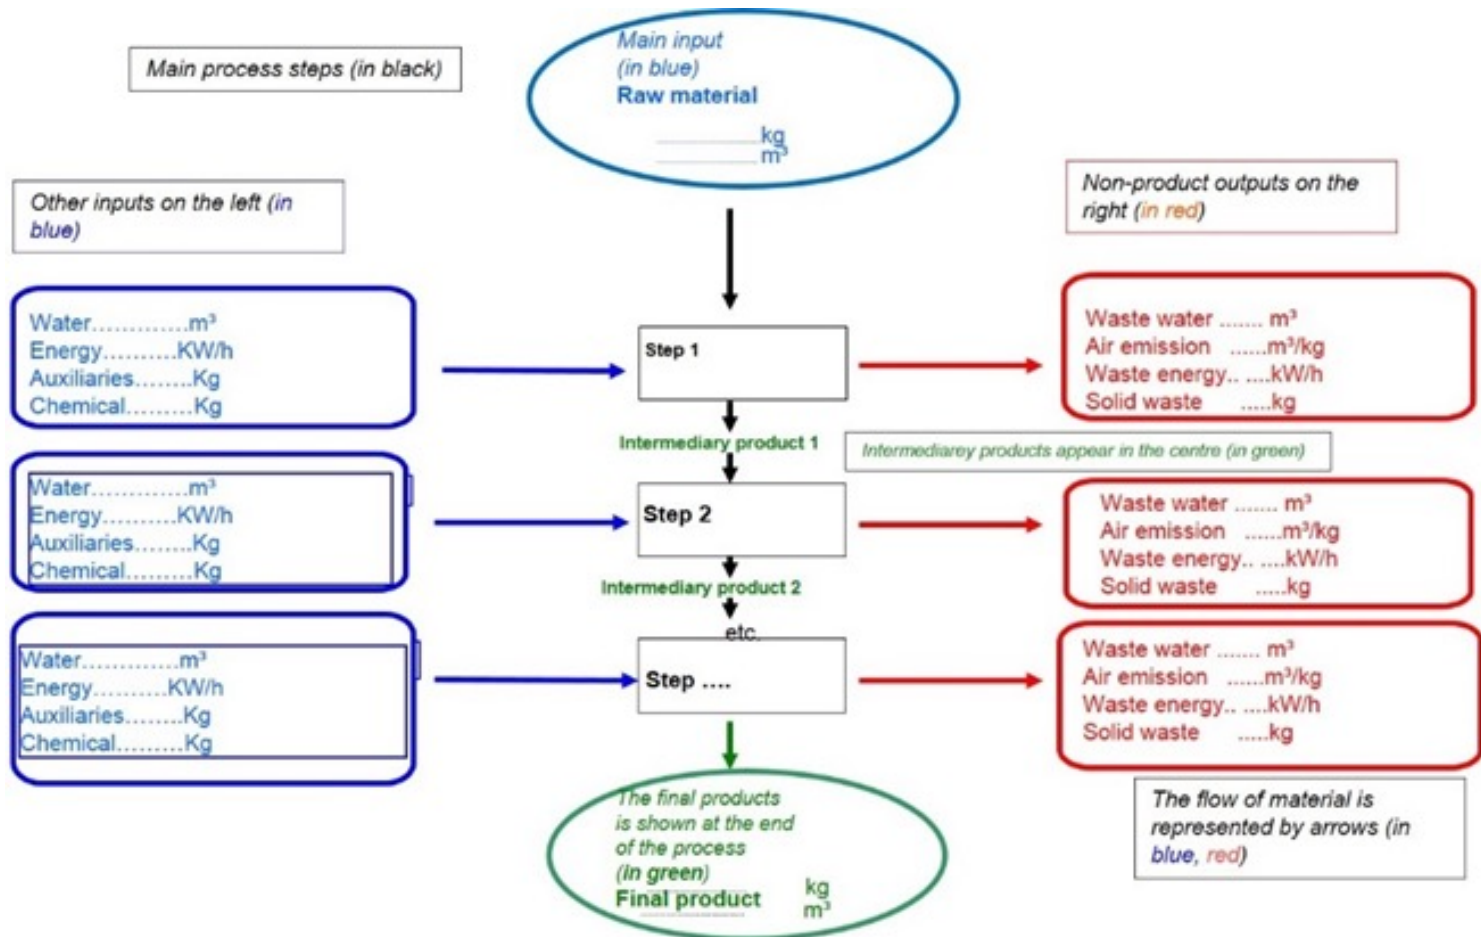 Main process steps (in black)
Main input
(in blue)
Raw material
kg
m³
Other inputs on the left (in
blue)
Non-product outputs on the
right (in red)
Water.............m³
Energy..........KW/h
Auxiliaries........Kg
Chemical.........Kg
Step 1
Waste water ....... m³
Air emission ......m³/kg
Waste energy.. ....kW/h
Solid waste .....kg
Intermediary product 1
Intermediarey products appear in the centre (in green)
Water.............m³
Energy..........KW/h
Auxiliaries........Kg
Chemical.........Kg
Step 2
Waste water ....... m³
Air emission ......m³/kg
Waste energy.. ....kW/h
Solid waste .....kg
Intermediary product 2
etc.
Water.............m³
Energy..........KW/h
Auxiliaries........Kg
Chemical.........Kg
Step ....
Waste water ....... m³
Air emission ......m³/kg
Waste energy.. ....kW/h
Solid waste .....kg
The final products
is shown at the end
of the process
(in green)
Final product
kg
m³
The flow of material is
represented by arrows (in
blue, red)